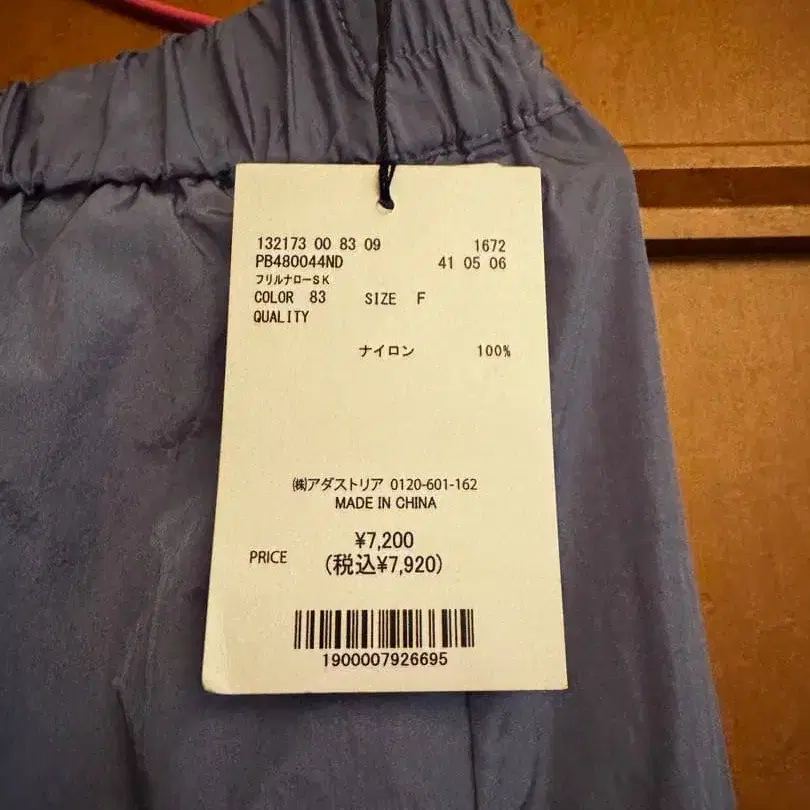 132173 00 83 09 1672
PB480044ND 41 05 06
フリルナローSK
COLOR 83 SIZE F
QUALITY
ナイロン 100%
㈱アダストリア 0120-601-162
MADE IN CHINA
¥7,200
PRICE (税込¥7,920)
1900007926695